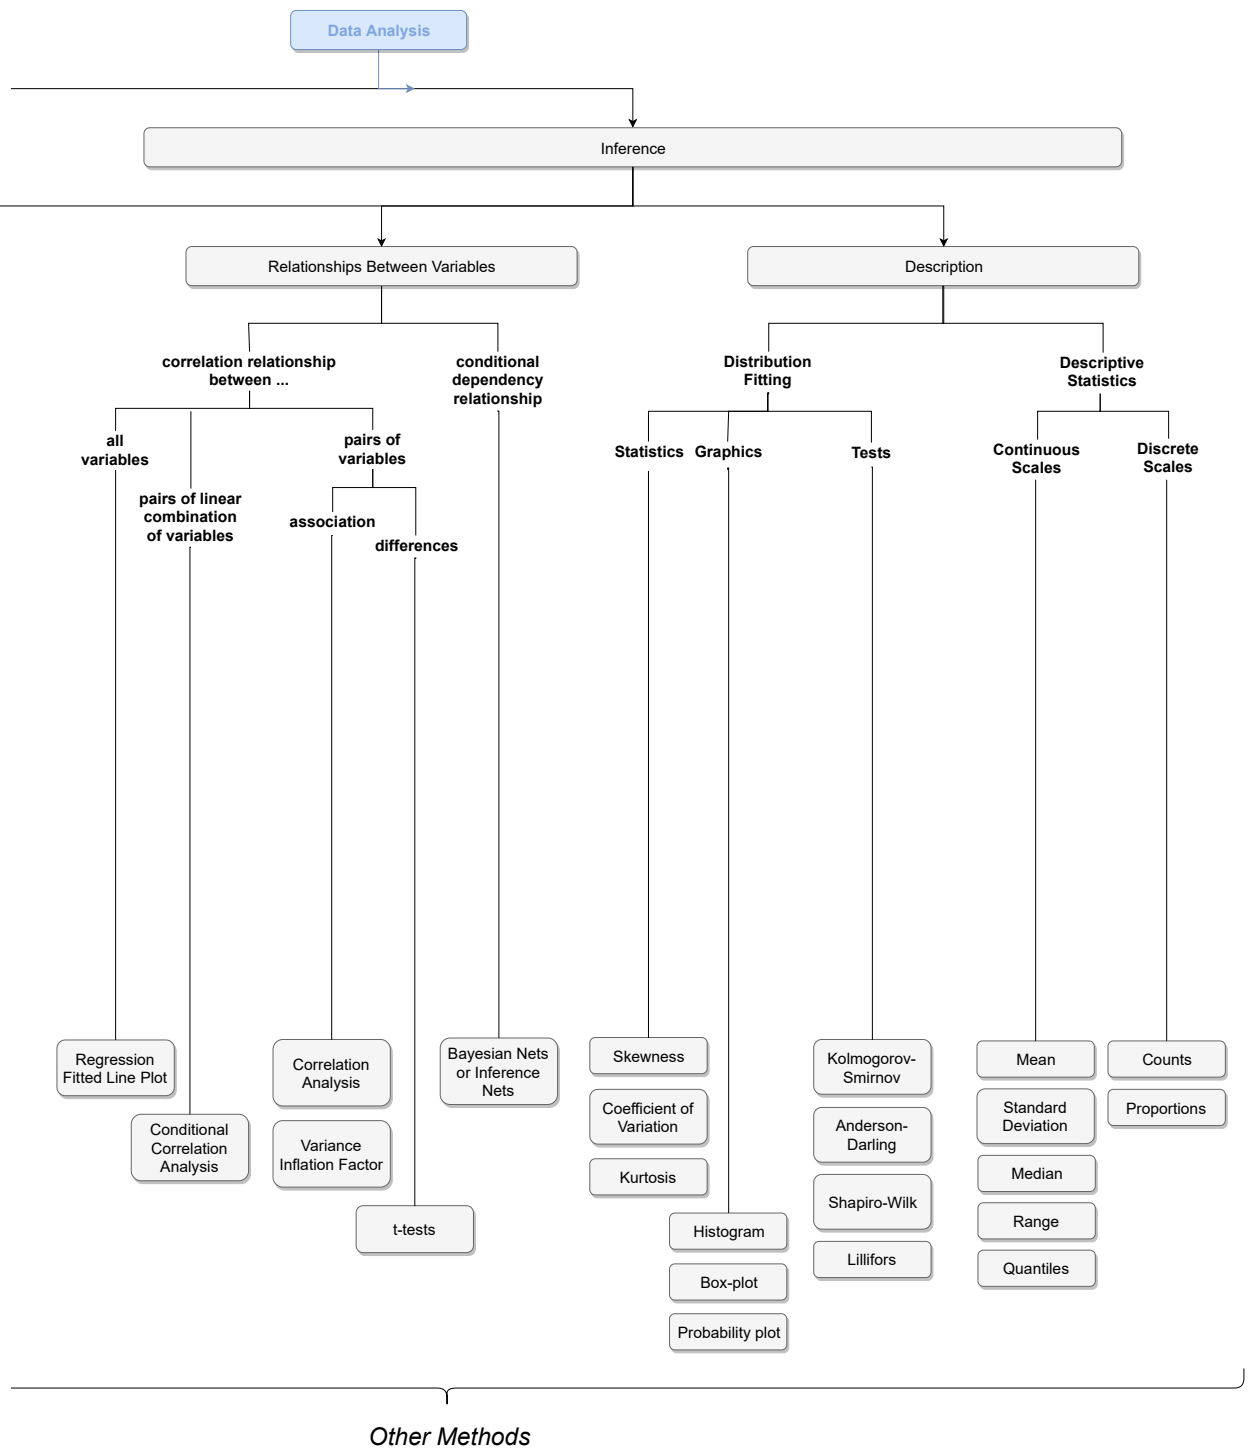 Data Analysis
Inference
Relationships Between Variables
Description
correlation relationship
between ...
conditional
dependency
relationship
Distribution
Fitting
Descriptive
Statistics
all
variables
pairs of linear
combination
of variables
pairs of
variables
association
differences
Statistics
Graphics
Tests
Continuous
Scales
Discrete
Scales
Regression
Fitted Line Plot
Conditional
Correlation
Analysis
Correlation
Analysis
Variance
Inflation Factor
t-tests
Bayesian Nets
or Inference
Nets
Skewness
Coefficient of
Variation
Kurtosis
Histogram
Box-plot
Probability plot
Kolmogorov-
Smirnov
Anderson-
Darling
Shapiro-Wilk
Lillifors
Mean
Standard
Deviation
Median
Range
Quantiles
Counts
Proportions
Other Methods